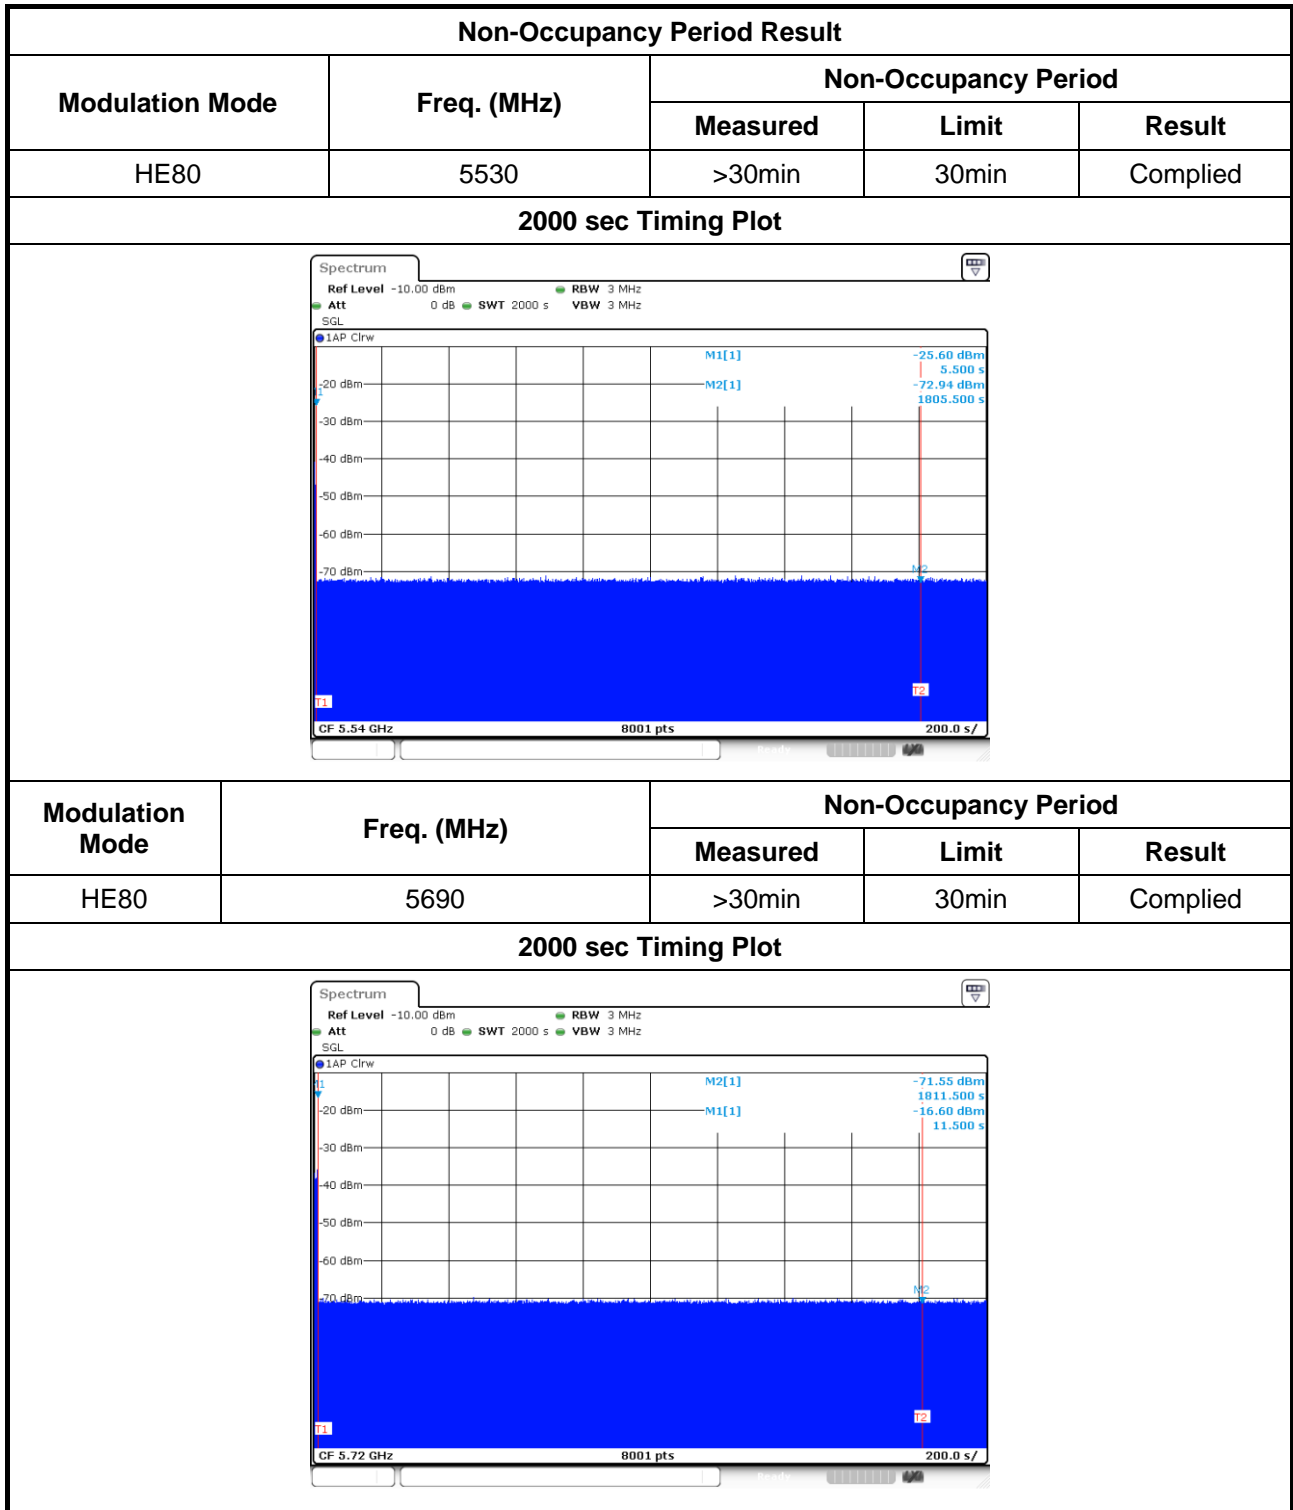 Non-Occupancy Period Result
Modulation Mode Freq. (MHz) Non-Occupancy Period
Measured Limit Result
HE80 5530 >30min 30min Complied
2000 sec Timing Plot
Spectrum
Ref Level -10.00 dBm RBW 3 MHz
Att 0 dB SWT 2000 s VBW 3 MHz
SGL
1AP Clrw
M1[1] -25.60 dBm
5.500 s
-20 dBm M2[1] -72.94 dBm
1805.500 s
-30 dBm
-40 dBm
-50 dBm
-60 dBm
-70 dBm
M2
T2
T1
CF 5.54 GHz 8001 pts 200.0 s/
Ready
Modulation Mode Freq. (MHz) Non-Occupancy Period
Measured Limit Result
HE80 5690 >30min 30min Complied
2000 sec Timing Plot
Spectrum
Ref Level -10.00 dBm RBW 3 MHz
Att 0 dB SWT 2000 s VBW 3 MHz
SGL
1AP Clrw
M2[1] -71.55 dBm
1811.500 s
-20 dBm M1[1] -16.60 dBm
11.500 s
-30 dBm
-40 dBm
-50 dBm
-60 dBm
M2
-70 dBm
T2
T1
CF 5.72 GHz 8001 pts 200.0 s/
Ready